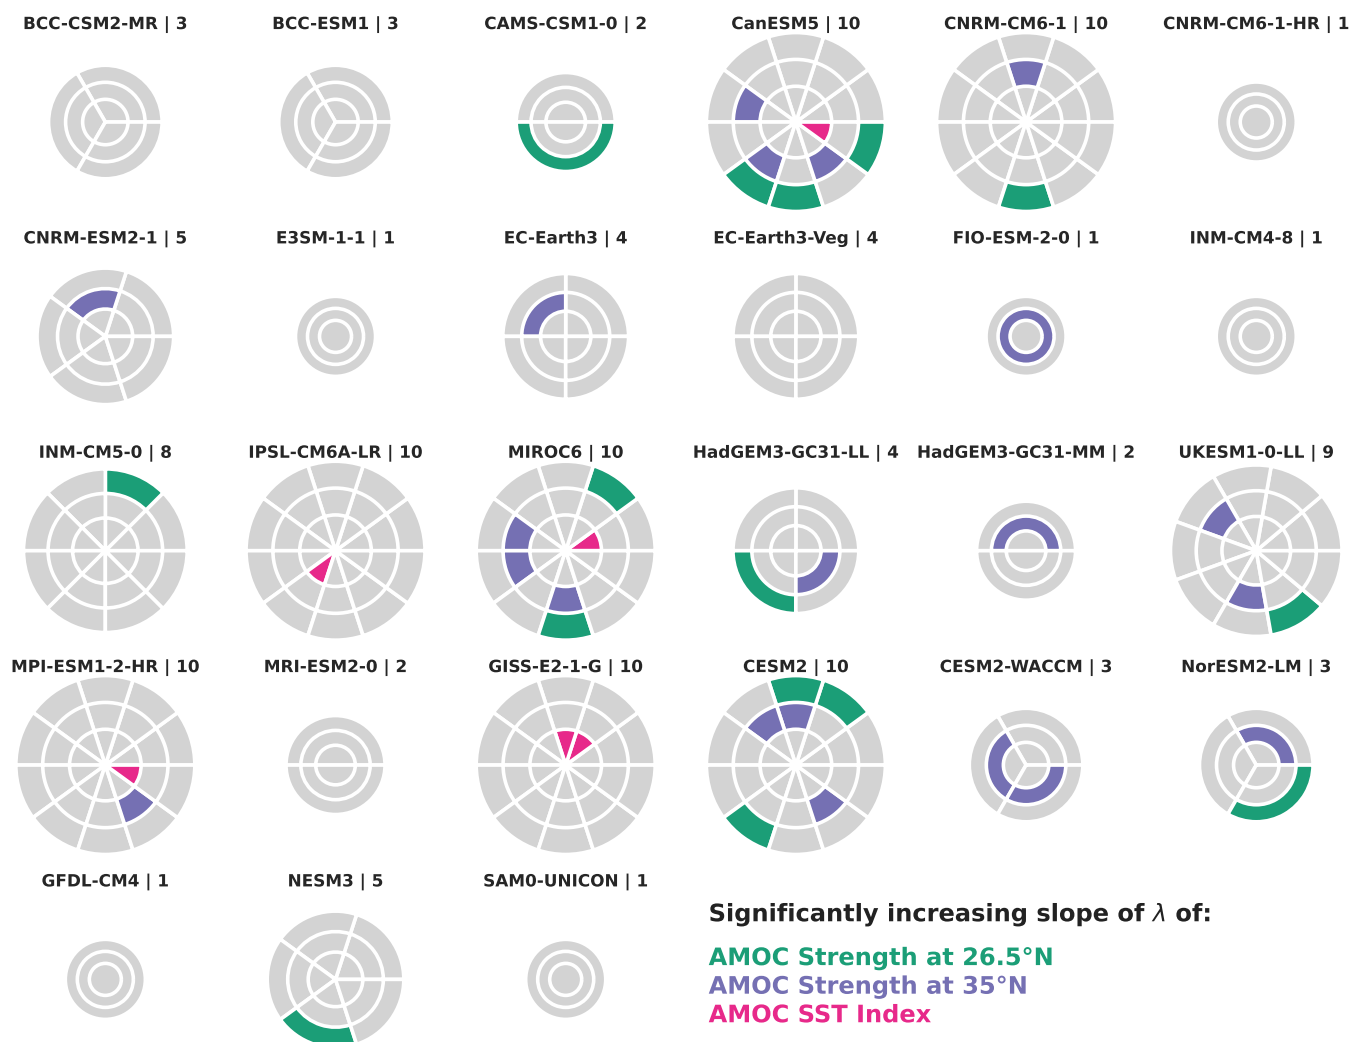 BCC-CSM2-MR | 3
BCC-ESM1 | 3
CAMS-CSM1-0 | 2
CanESM5 | 10
CNRM-CM6-1 | 10
CNRM-CM6-1-HR | 1
CNRM-ESM2-1 | 5
E3SM-1-1 | 1
EC-Earth3 | 4
EC-Earth3-Veg | 4
FIO-ESM-2-0 | 1
INM-CM4-8 | 1
INM-CM5-0 | 8
IPSL-CM6A-LR | 10
MIROC6 | 10
HadGEM3-GC31-LL | 4
HadGEM3-GC31-MM | 2
UKESM1-0-LL | 9
MPI-ESM1-2-HR | 10
MRI-ESM2-0 | 2
GISS-E2-1-G | 10
CESM2 | 10
CESM2-WACCM | 3
NorESM2-LM | 3
GFDL-CM4 | 1
NESM3 | 5
SAM0-UNICON | 1
Significantly increasing slope of λ of:
AMOC Strength at 26.5°N
AMOC Strength at 35°N
AMOC SST Index